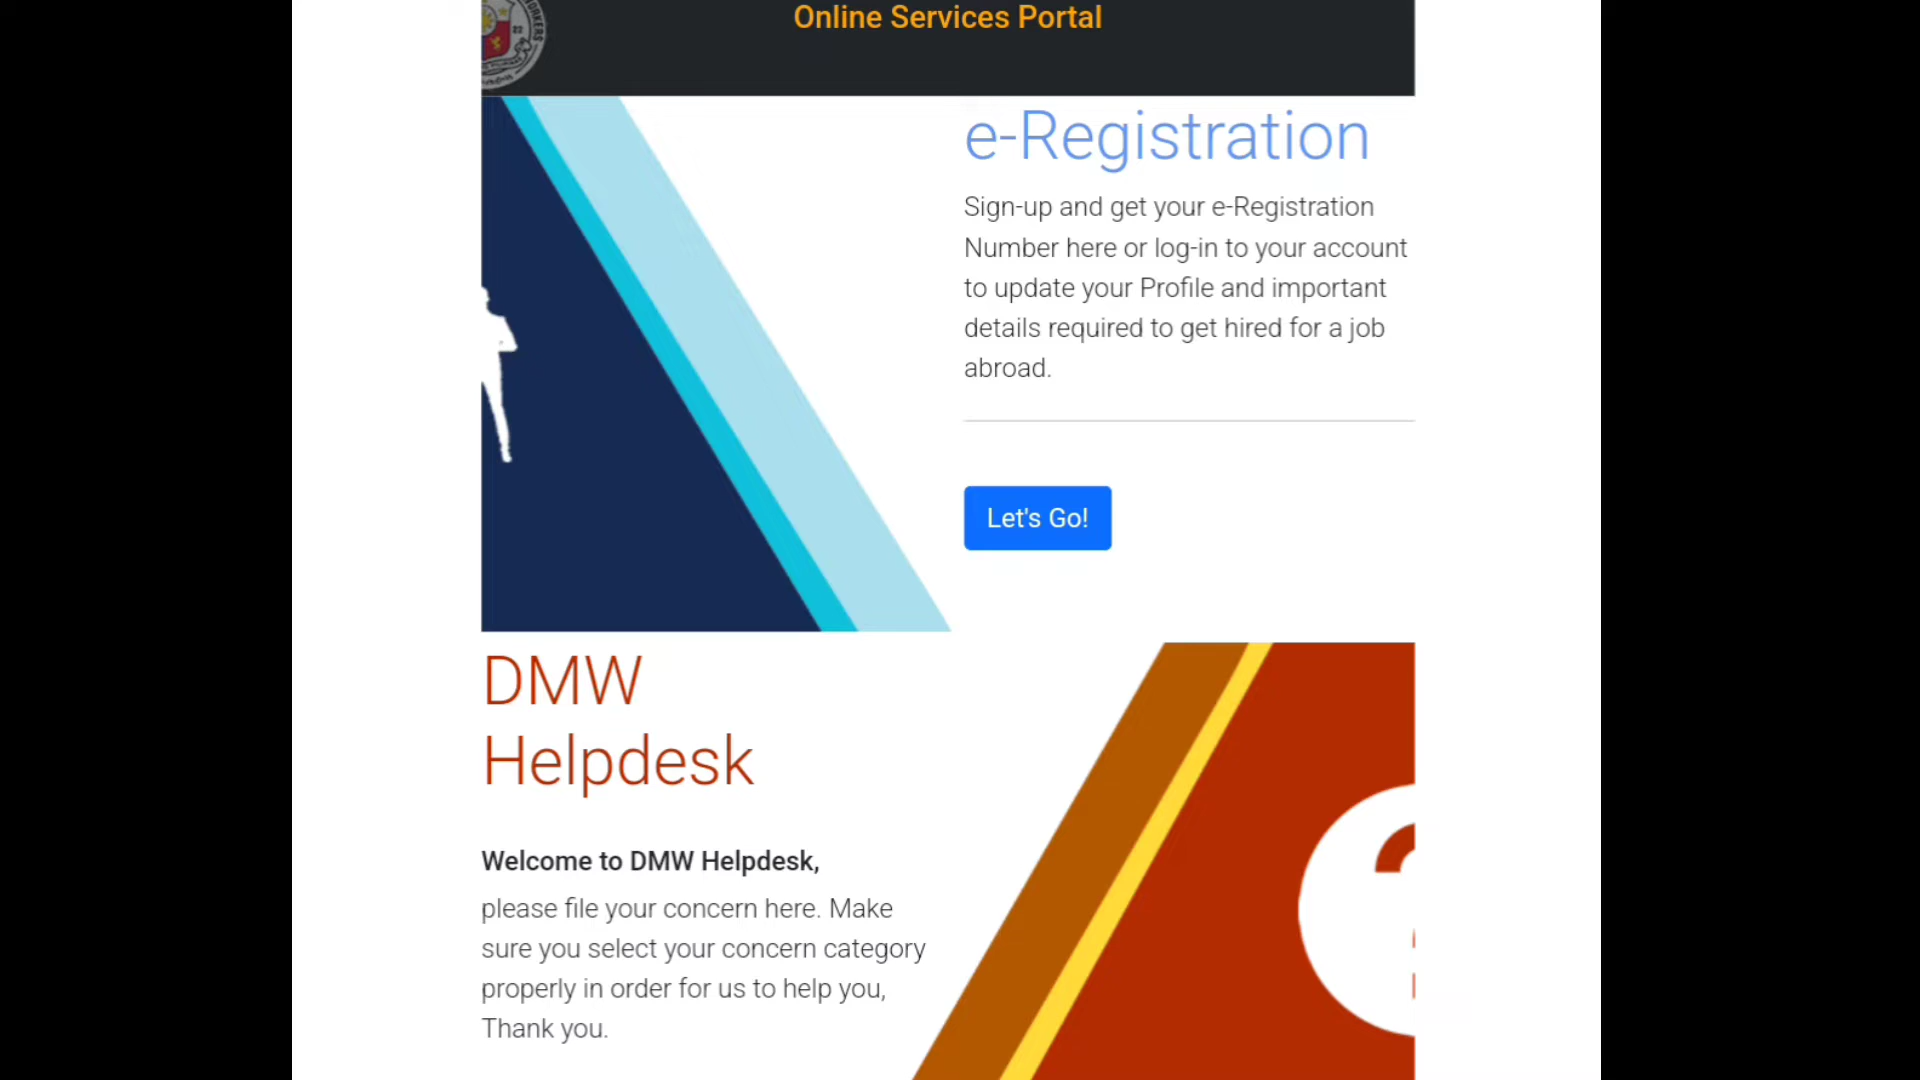 Online Services Portal
e-Registration
Sign-up and get your e-Registration
Number here or log-in to your account
to update your Profile and important
details required to get hired for a job
abroad.
Let's Go!
DMW
Helpdesk
Welcome to DMW Helpdesk,
please file your concern here. Make
sure you select your concern category
properly in order for us to help you,
Thank you.